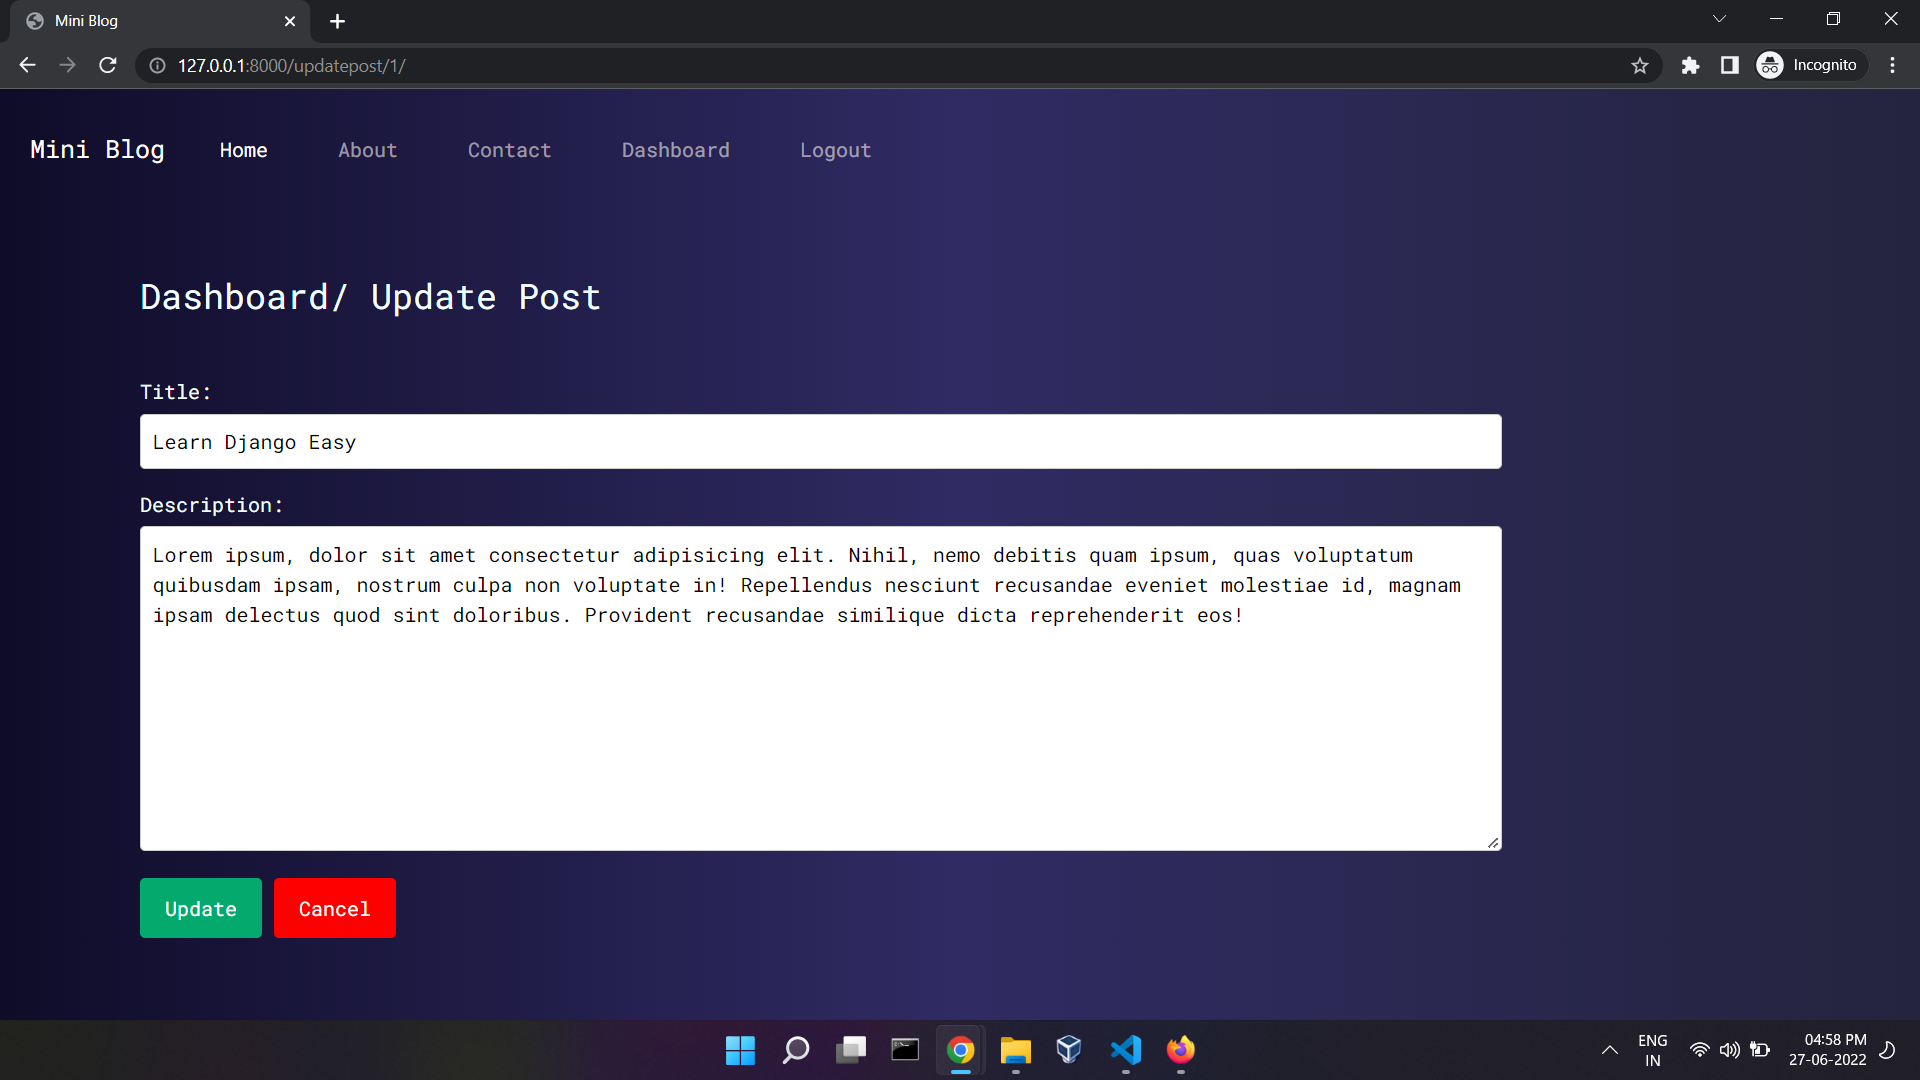 Mini Blog
127.0.0.1:8000/updatepost/1/
Incognito
Mini Blog Home About Contact Dashboard Logout
Dashboard/ Update Post
Title:
Learn Django Easy
Description:
Lorem ipsum, dolor sit amet consectetur adipisicing elit. Nihil, nemo debitis quam ipsum, quas voluptatum
quibusdam ipsam, nostrum culpa non voluptate in! Repellendus nesciunt recusandae eveniet molestiae id, magnam
ipsam delectus quod sint doloribus. Provident recusandae similique dicta reprehenderit eos!
Update Cancel
ENG
IN
04:58 PM
27-06-2022